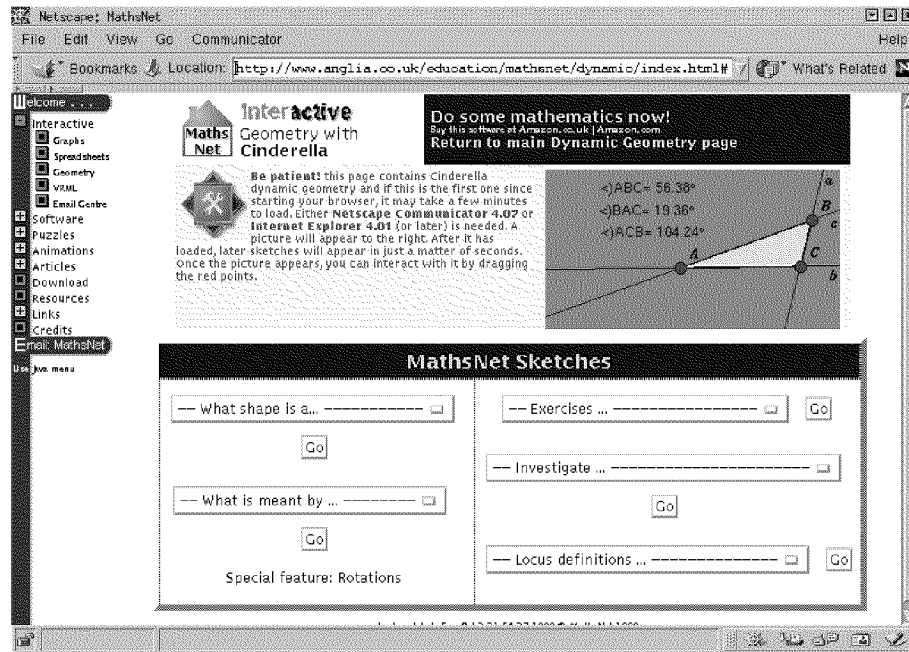 Netscape: MathsNet
File Edit View Go Communicator Help
Bookmarks Location: http://www.anglia.co.uk/education/mathsnet/dynamic/index.html# What's Related
Welcome . . .
Interactive
Graphs
Spreadsheets
Geometry
VRML
Email Centre
Software
Puzzles
Animations
Articles
Download
Resources
Links
Credits
Email: MathsNet
Use Java menu
Maths Net
Interactive
Geometry with
Cinderella
Do some mathematics now!
Buy this software at Amazon.co.uk | Amazon.com
Return to main Dynamic Geometry page
Be patient! this page contains Cinderella
dynamic geometry and if this is the first one since
starting your browser, it may take a few minutes
to load. Either Netscape Communicator 4.07 or
Internet Explorer 4.01 (or later) is needed. A
picture will appear to the right. After it has
loaded, later sketches will appear in just a matter of seconds.
Once the picture appears, you can interact with it by dragging
the red points.
<)ABC= 56.38°
<)BAC= 19.36°
<)ACB= 104.24°
a
B
c
A
C
b
MathsNet Sketches
-- What shape is a... -----------
Go
-- What is meant by ... --------
Go
Special feature: Rotations
-- Exercises ... ----------------- Go
-- Investigate ... -----------------------
Go
-- Locus definitions ... -------------- Go